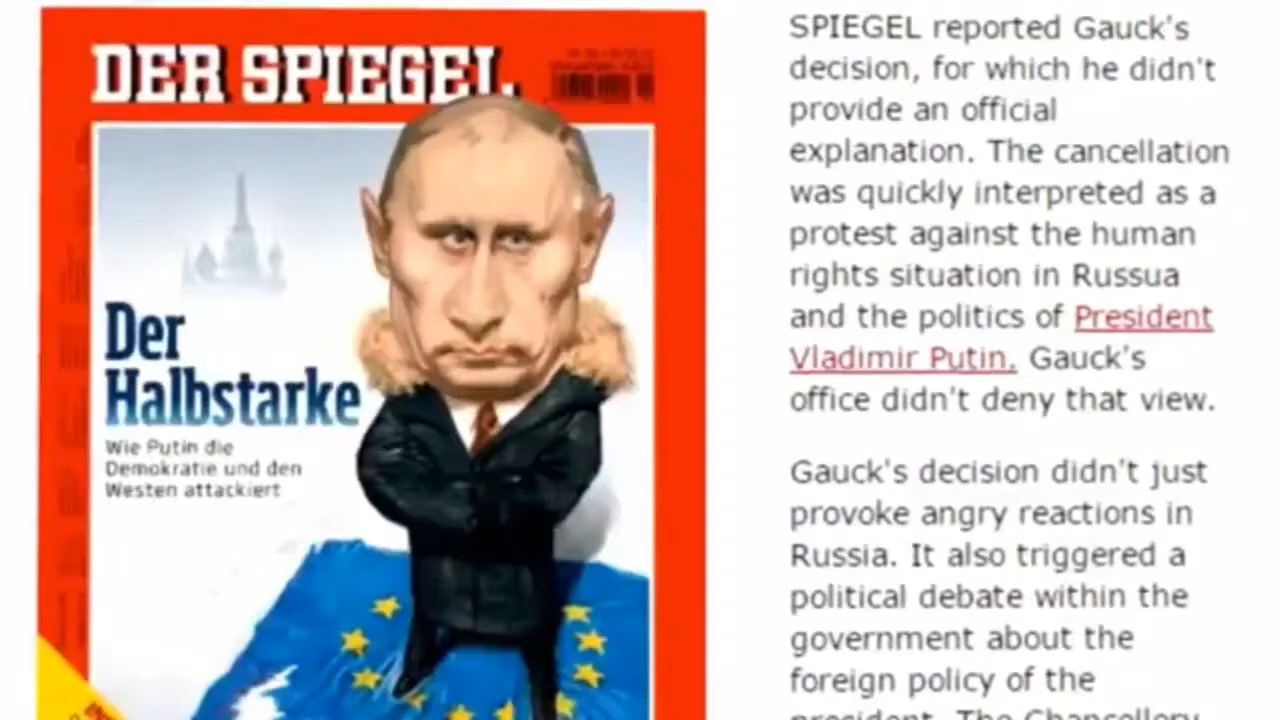 DER SPIEGEL
Der
Halbstarke
Wie Putin die
Demokratie und den
Westen attackiert
SPIEGEL reported Gauck's
decision, for which he didn't
provide an official
explanation. The cancellation
was quickly interpreted as a
protest against the human
rights situation in Russua
and the politics of President
Vladimir Putin. Gauck's
office didn't deny that view.
Gauck's decision didn't just
provoke angry reactions in
Russia. It also triggered a
political debate within the
government about the
foreign policy of the
president. The Chancellery